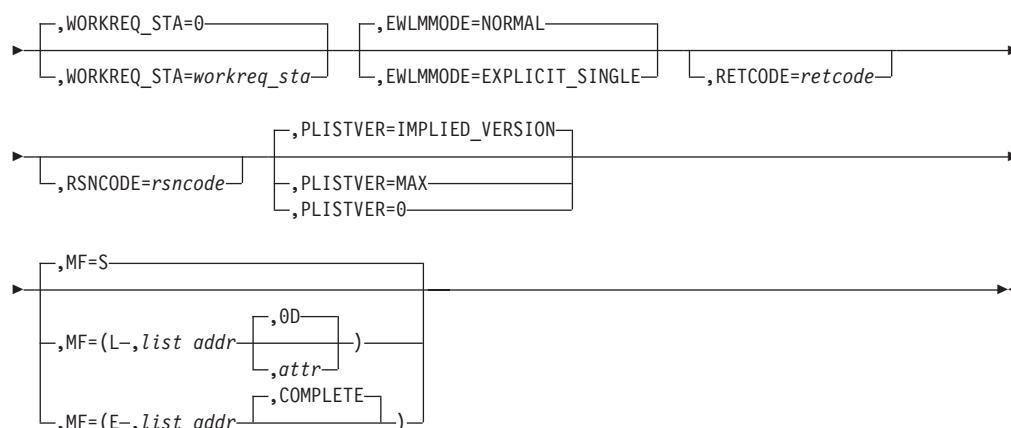 ,WORKREQ_STA=0 ,EWLMMODE=NORMAL
,WORKREQ_STA=workreq_sta ,EWLMMODE=EXPLICIT_SINGLE ,RETCODE=retcode
,PLISTVER=IMPLIED_VERSION
,RSNCODE=rsncode ,PLISTVER=MAX
,PLISTVER=0
,MF=S
,0D
,MF=(L ,list addr )
,attr
,COMPLETE
,MF=(E ,list addr )